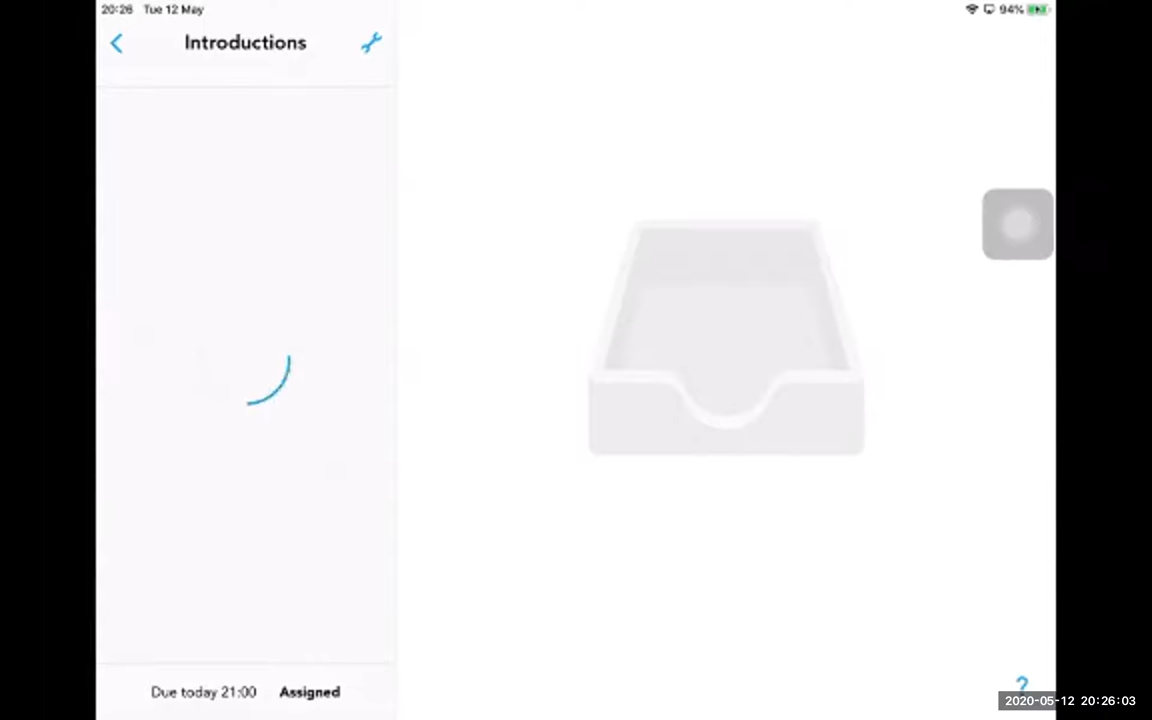 20:26 Tue 12 May
94%
Introductions
Due today 21:00 Assigned
?
2020-05-12 20:26:03